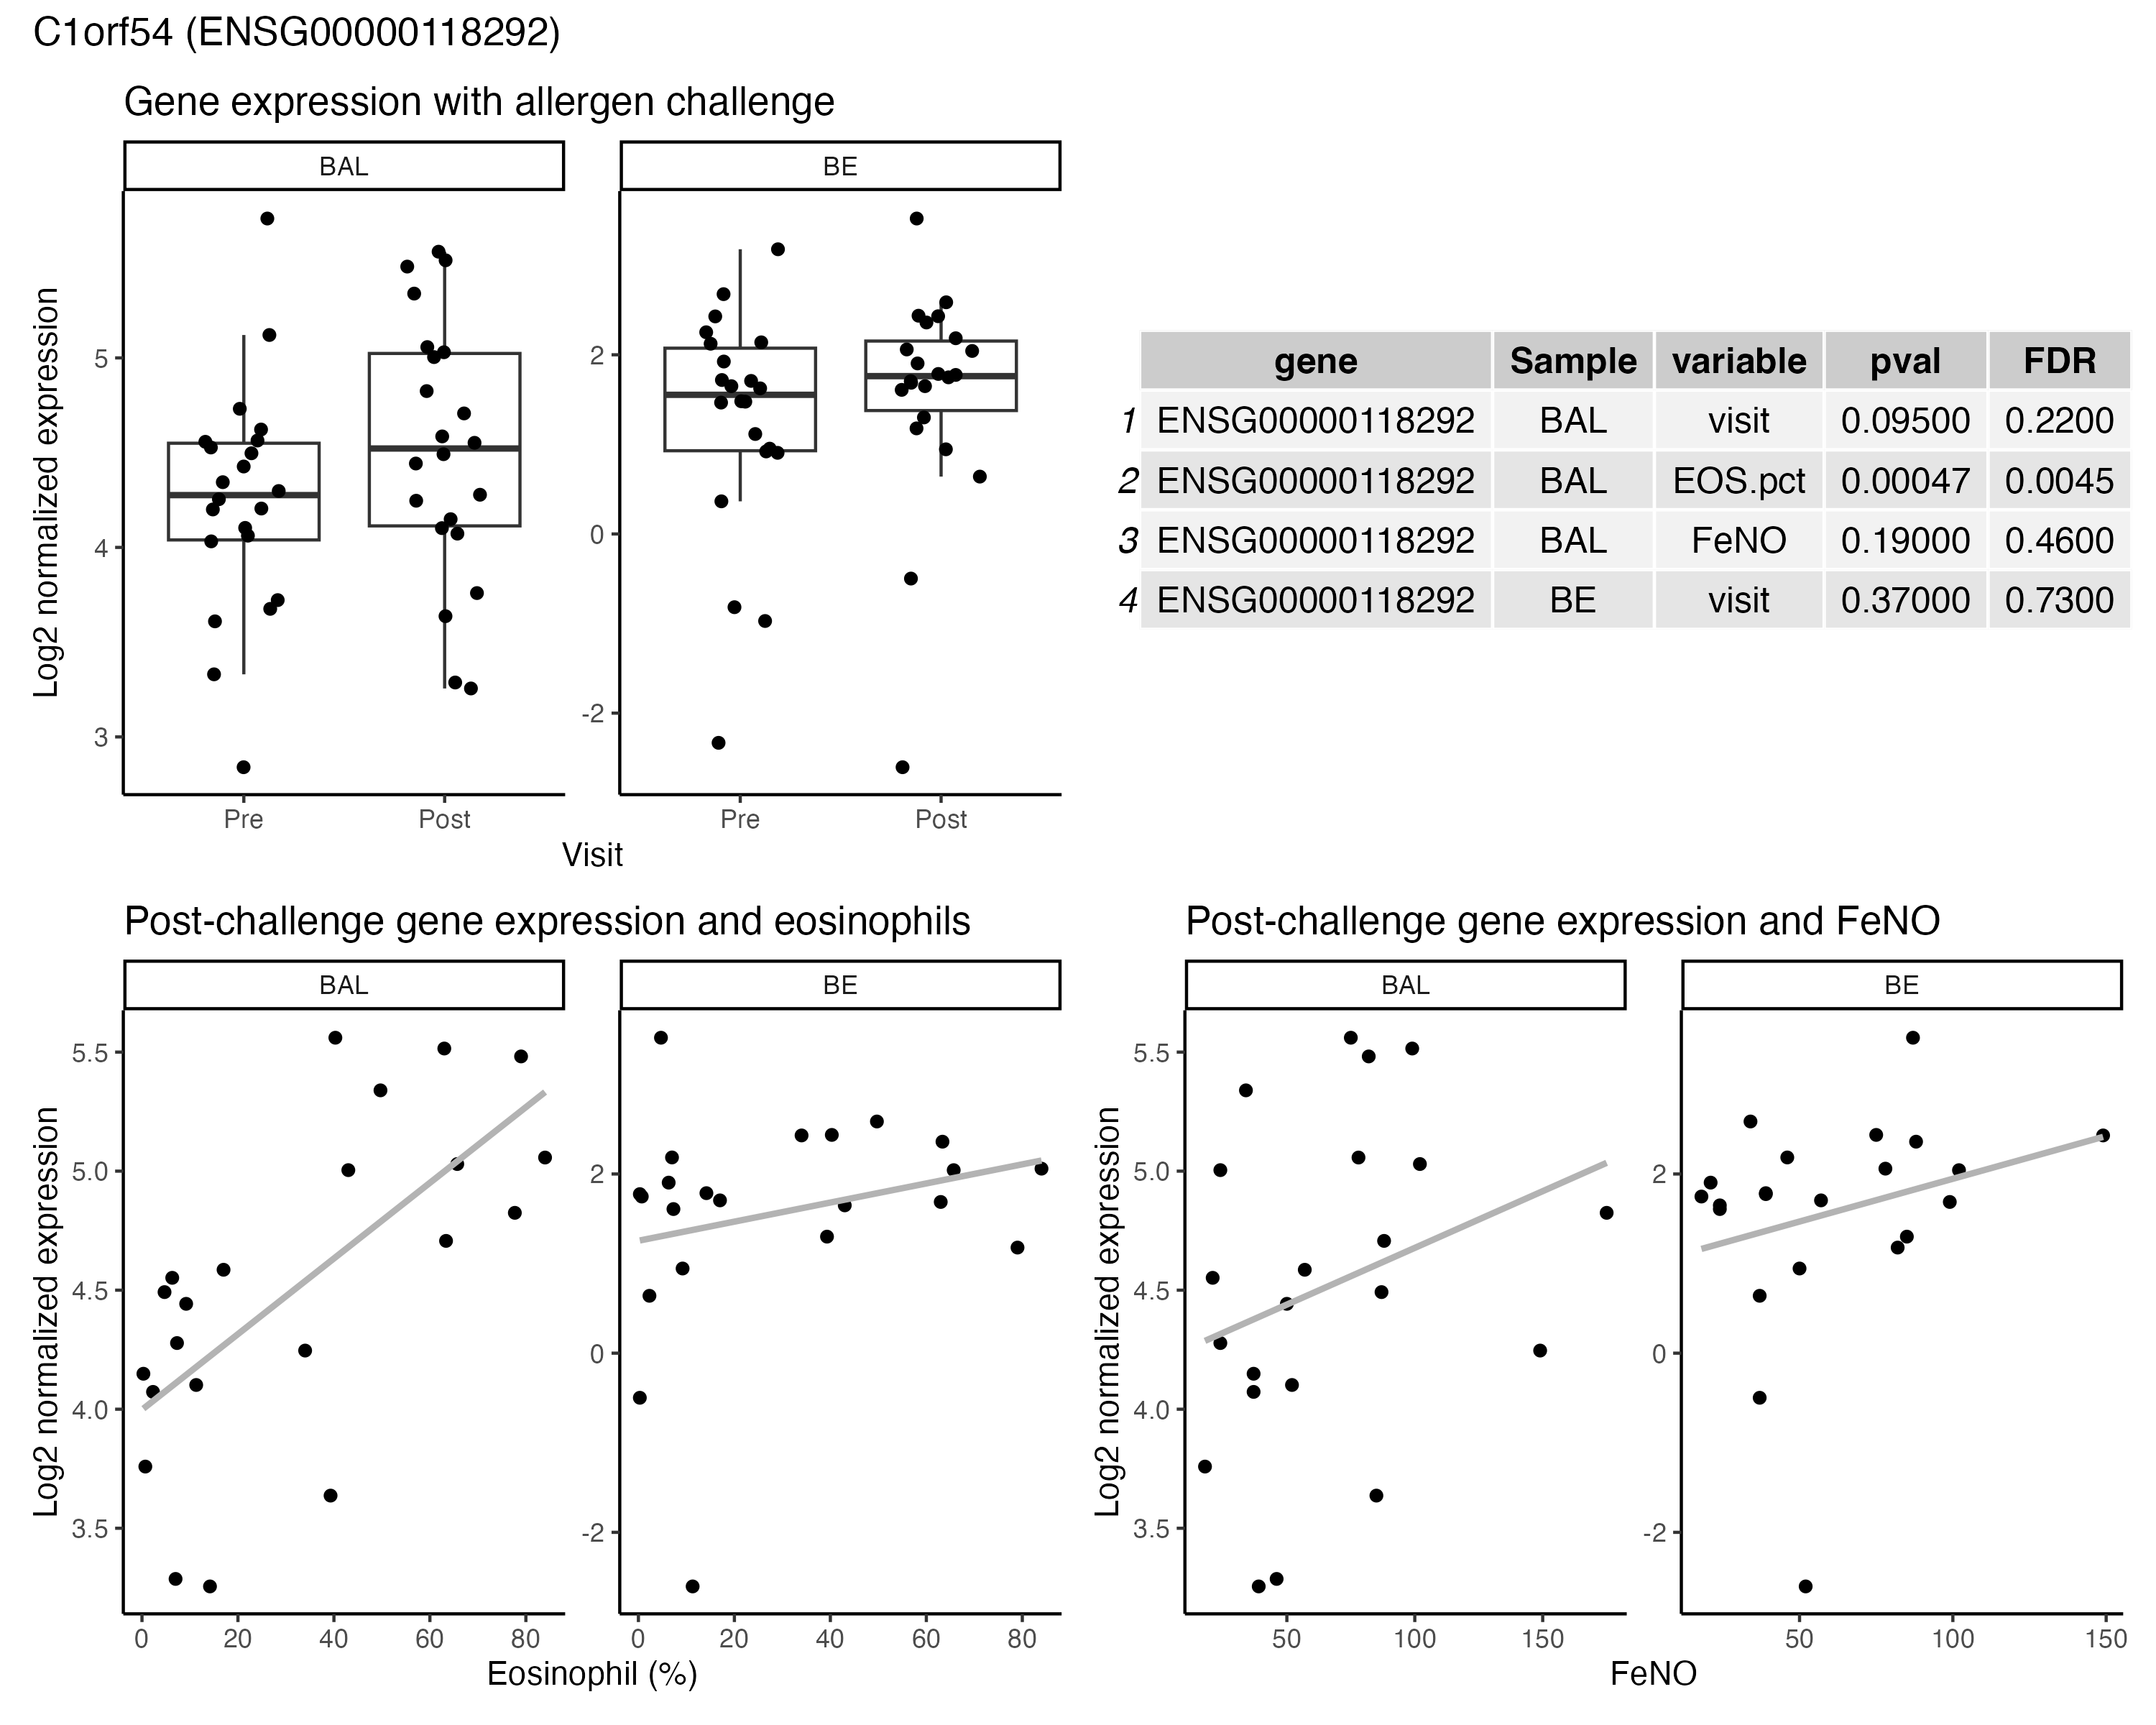 C1orf54 (ENSG00000118292)
Gene expression with allergen challenge
BAL BE
Log2 normalized expression
5
4
3
2
0
-2
Pre Post Pre Post
Visit
gene Sample variable pval FDR
1 ENSG00000118292 BAL visit 0.09500 0.2200
2 ENSG00000118292 BAL EOS.pct 0.00047 0.0045
3 ENSG00000118292 BAL FeNO 0.19000 0.4600
4 ENSG00000118292 BE visit 0.37000 0.7300
Post-challenge gene expression and eosinophils
BAL BE
Log2 normalized expression
5.5
5.0
4.5
4.0
3.5
2
0
-2
0 20 40 60 80 0 20 40 60 80
Eosinophil (%)
Post-challenge gene expression and FeNO
BAL BE
Log2 normalized expression
5.5
5.0
4.5
4.0
3.5
2
0
-2
50 100 150 50 100 150
FeNO